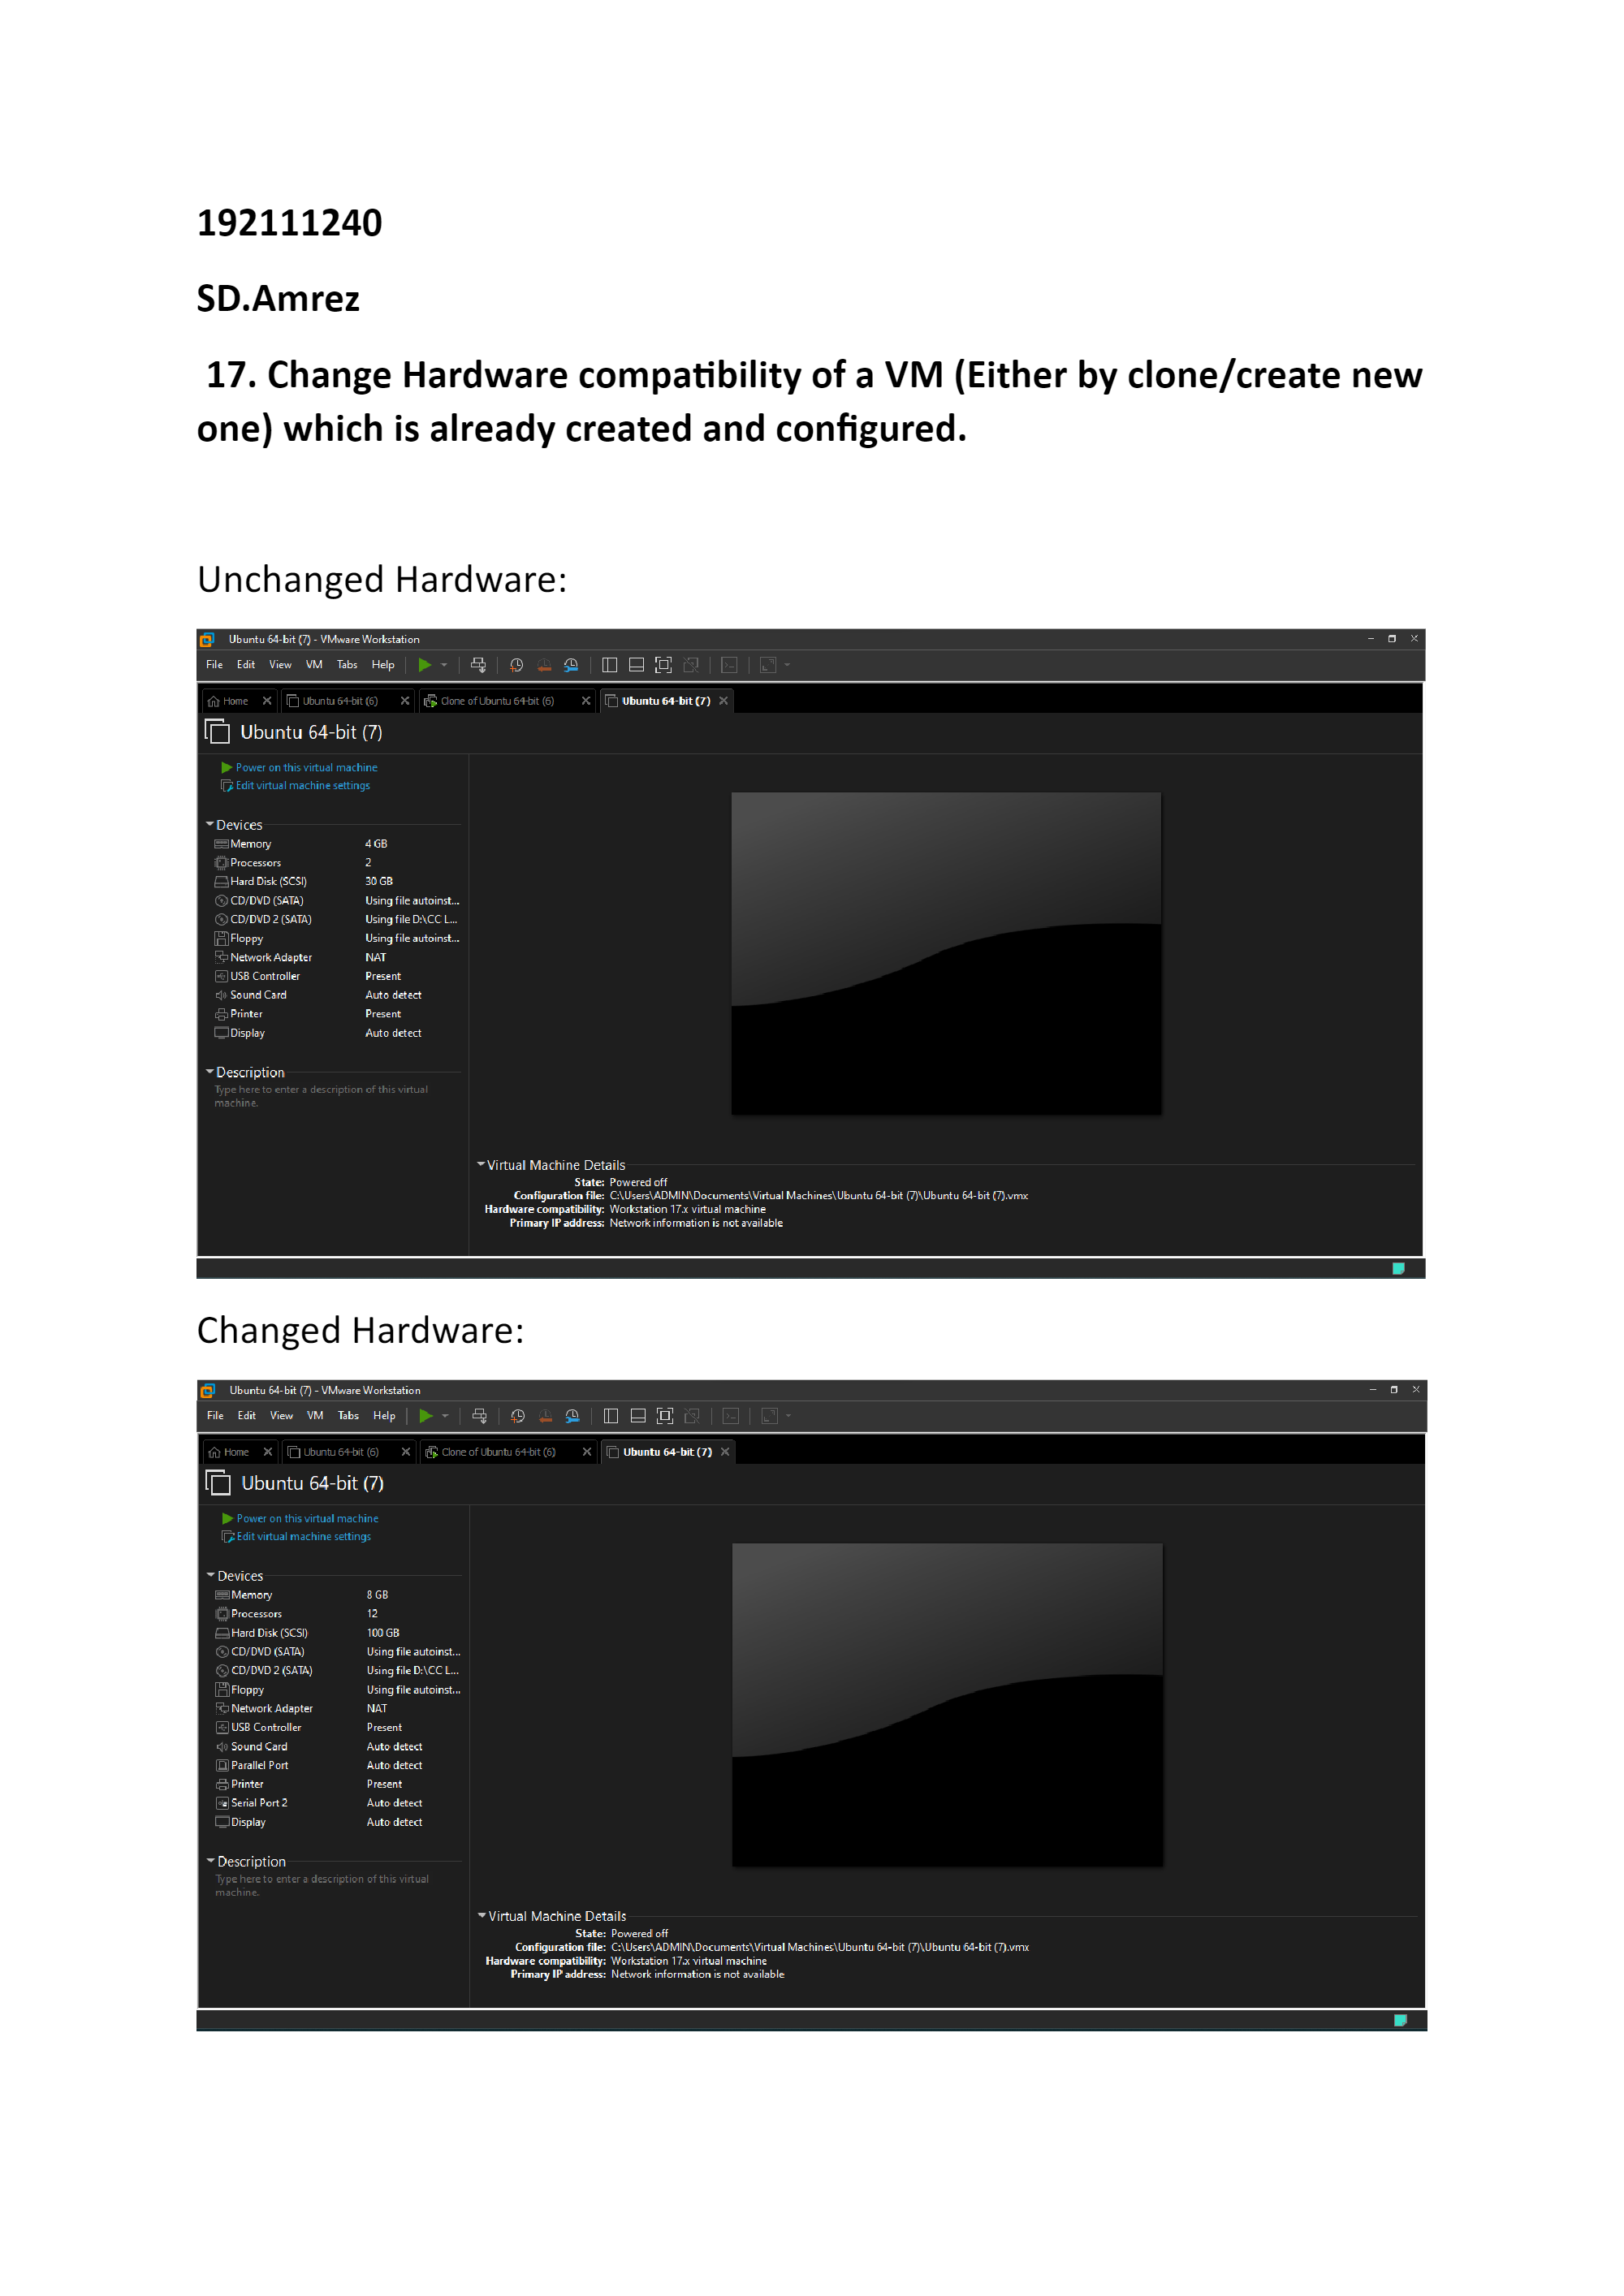 192111240
SD.Amrez
17. Change Hardware compatibility of a VM (Either by clone/create new
one) which is already created and configured.
Unchanged Hardware:
Ubuntu 64-bit (7) - VMware Workstation
File Edit View VM Tabs Help
Home Ubuntu 64-bit (6) Clone of Ubuntu 64-bit (6) Ubuntu 64-bit (7)
Ubuntu 64-bit (7)
Power on this virtual machine
Edit virtual machine settings
Devices
Memory 4 GB
Processors 2
Hard Disk (SCSI) 30 GB
CD/DVD (SATA) Using file autoinst...
CD/DVD 2 (SATA) Using file D:\CC L...
Floppy Using file autoinst...
Network Adapter NAT
USB Controller Present
Sound Card Auto detect
Printer Present
Display Auto detect
Description
Type here to enter a description of this virtual
machine.
Virtual Machine Details
State: Powered off
Configuration file: C:\Users\ADMIN\Documents\Virtual Machines\Ubuntu 64-bit (7)\Ubuntu 64-bit (7).vmx
Hardware compatibility: Workstation 17.x virtual machine
Primary IP address: Network information is not available
Changed Hardware:
Ubuntu 64-bit (7) - VMware Workstation
File Edit View VM Tabs Help
Home Ubuntu 64-bit (6) Clone of Ubuntu 64-bit (6) Ubuntu 64-bit (7)
Ubuntu 64-bit (7)
Power on this virtual machine
Edit virtual machine settings
Devices
Memory 8 GB
Processors 12
Hard Disk (SCSI) 100 GB
CD/DVD (SATA) Using file autoinst...
CD/DVD 2 (SATA) Using file D:\CC L...
Floppy Using file autoinst...
Network Adapter NAT
USB Controller Present
Sound Card Auto detect
Parallel Port Auto detect
Printer Present
Serial Port 2 Auto detect
Display Auto detect
Description
Type here to enter a description of this virtual
machine.
Virtual Machine Details
State: Powered off
Configuration file: C:\Users\ADMIN\Documents\Virtual Machines\Ubuntu 64-bit (7)\Ubuntu 64-bit (7).vmx
Hardware compatibility: Workstation 17.x virtual machine
Primary IP address: Network information is not available